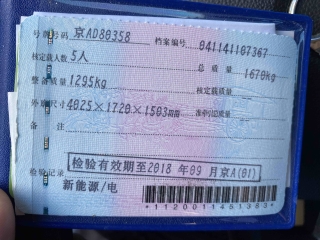 号牌号码 京AD80358 档案编号 041141107367
核定载人数 5人 总质量 1670kg
整备质量 1295kg 核定载质量
外廓尺寸 4025×1720×1503mm 准牵引总质量
备注
检验记录 检验有效期至2018年09月京A(01)
新能源/电
*1120011451383*